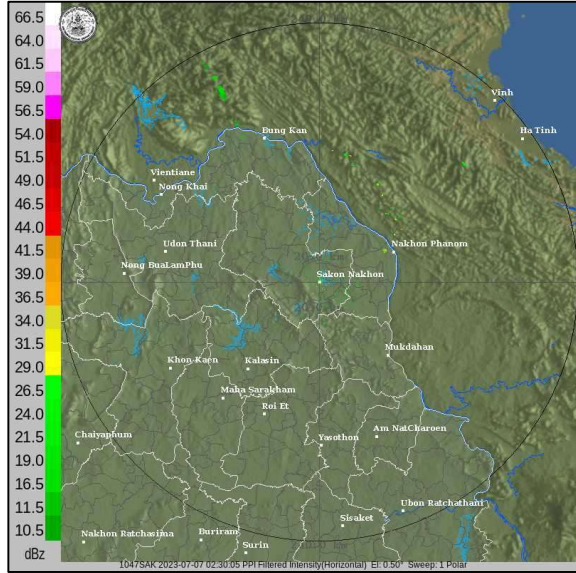 66.5
64.0
61.5
59.0
56.5
54.0
51.5
49.0
46.5
44.0
41.5
39.0
36.5
34.0
31.5
29.0
26.5
24.0
21.5
19.0
16.5
11.5
10.5
dBz
Vinh
Ha Tinh
Bung Kan
Vientiane
Nong Khai
Udon Thani
Nakhon Phanom
Nong BuaLamPhu
Sakon Nakhon
Mukdahan
Khon Kaen
Kalasin
Maha Sarakham
Roi Et
Am NatCharoen
Chaiyaphum
Yasothon
Ubon Ratchathani
Sisaket
Nakhon Ratchasima
Buriram
Surin
1047SAK 2023-07-07 02:30:05 PPI Filtered Intensity(Horizontal) El: 0.50° Sweep: 1 Polar